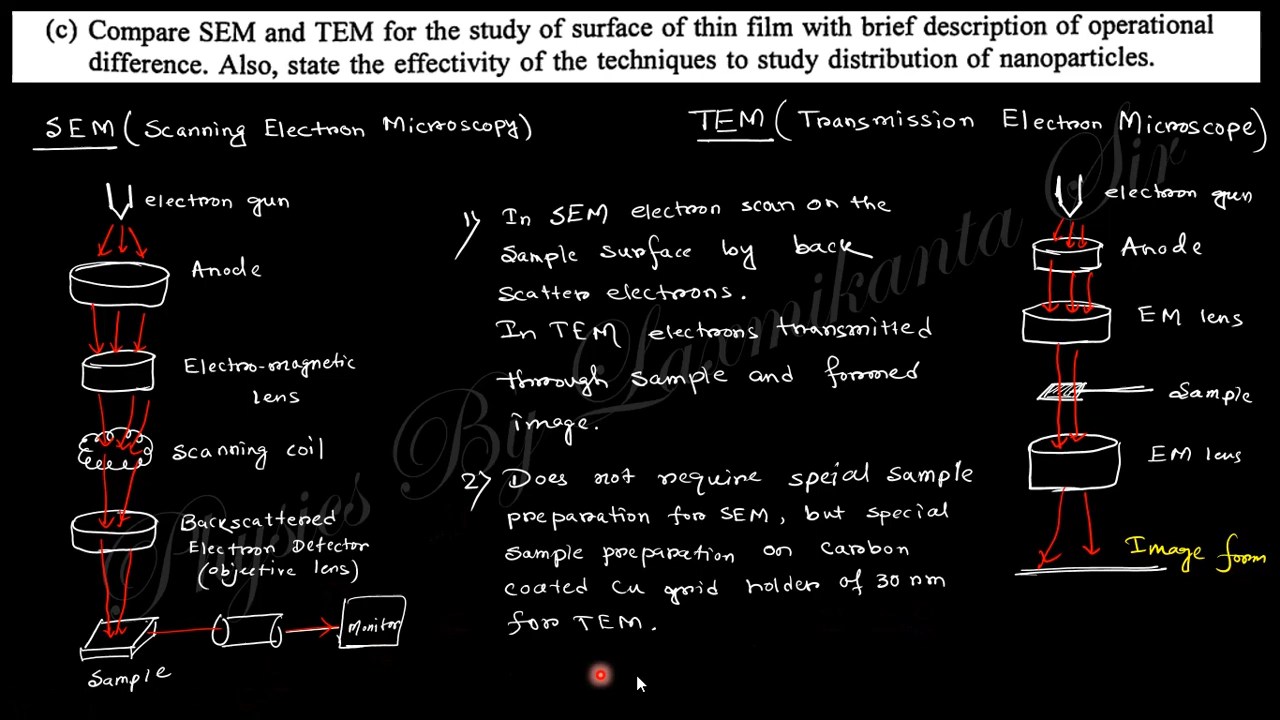 (c) Compare SEM and TEM for the study of surface of thin film with brief description of operational
difference. Also, state the effectivity of the techniques to study distribution of nanoparticles.
SEM (Scanning Electron Microscopy)
TEM (Transmission Electron Microscope)
electron gun
Anode
Electro-magnetic
lens
Scanning coil
Backscattered
Electron Detector
(objective lens)
Monitor
Sample
1) In SEM electron scan on the
sample surface by back
scatter electrons.
In TEM electrons transmitted
through sample and formed
image.
2) Does not require speial sample
preparation for SEM, but special
sample preparation on carbon
coated Cu grid holder of 30 nm
for TEM.
electron gun
Anode
EM lens
Sample
EM lens
Image form
Physics By Laxmikanta Sir